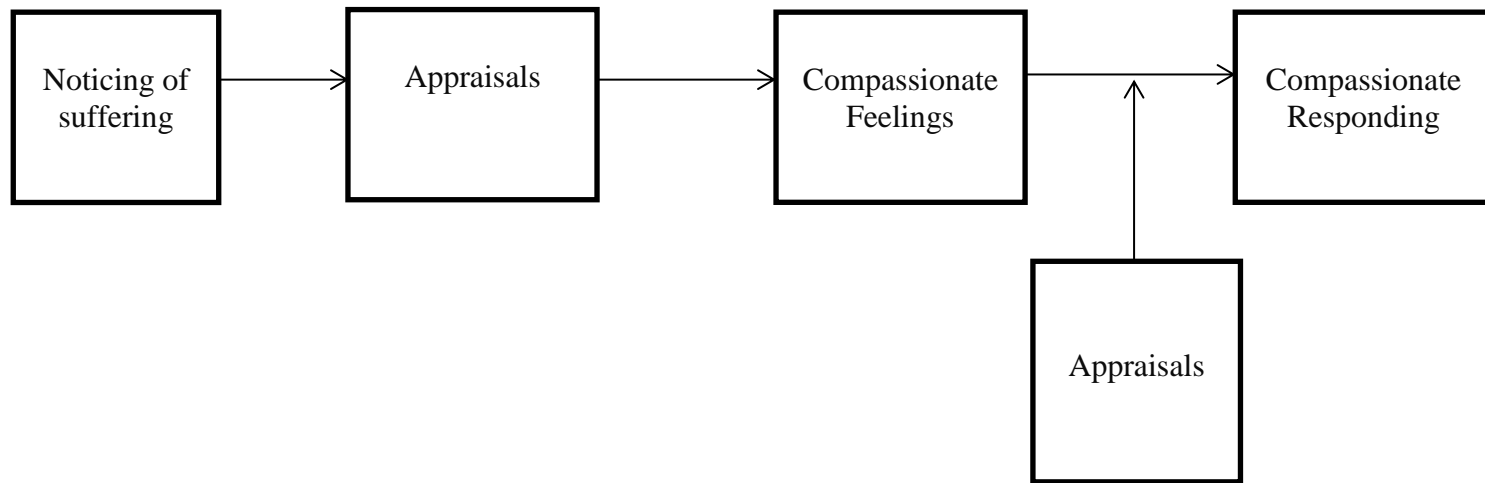 Noticing of
suffering
Appraisals
Compassionate
Feelings
Compassionate
Responding
Appraisals